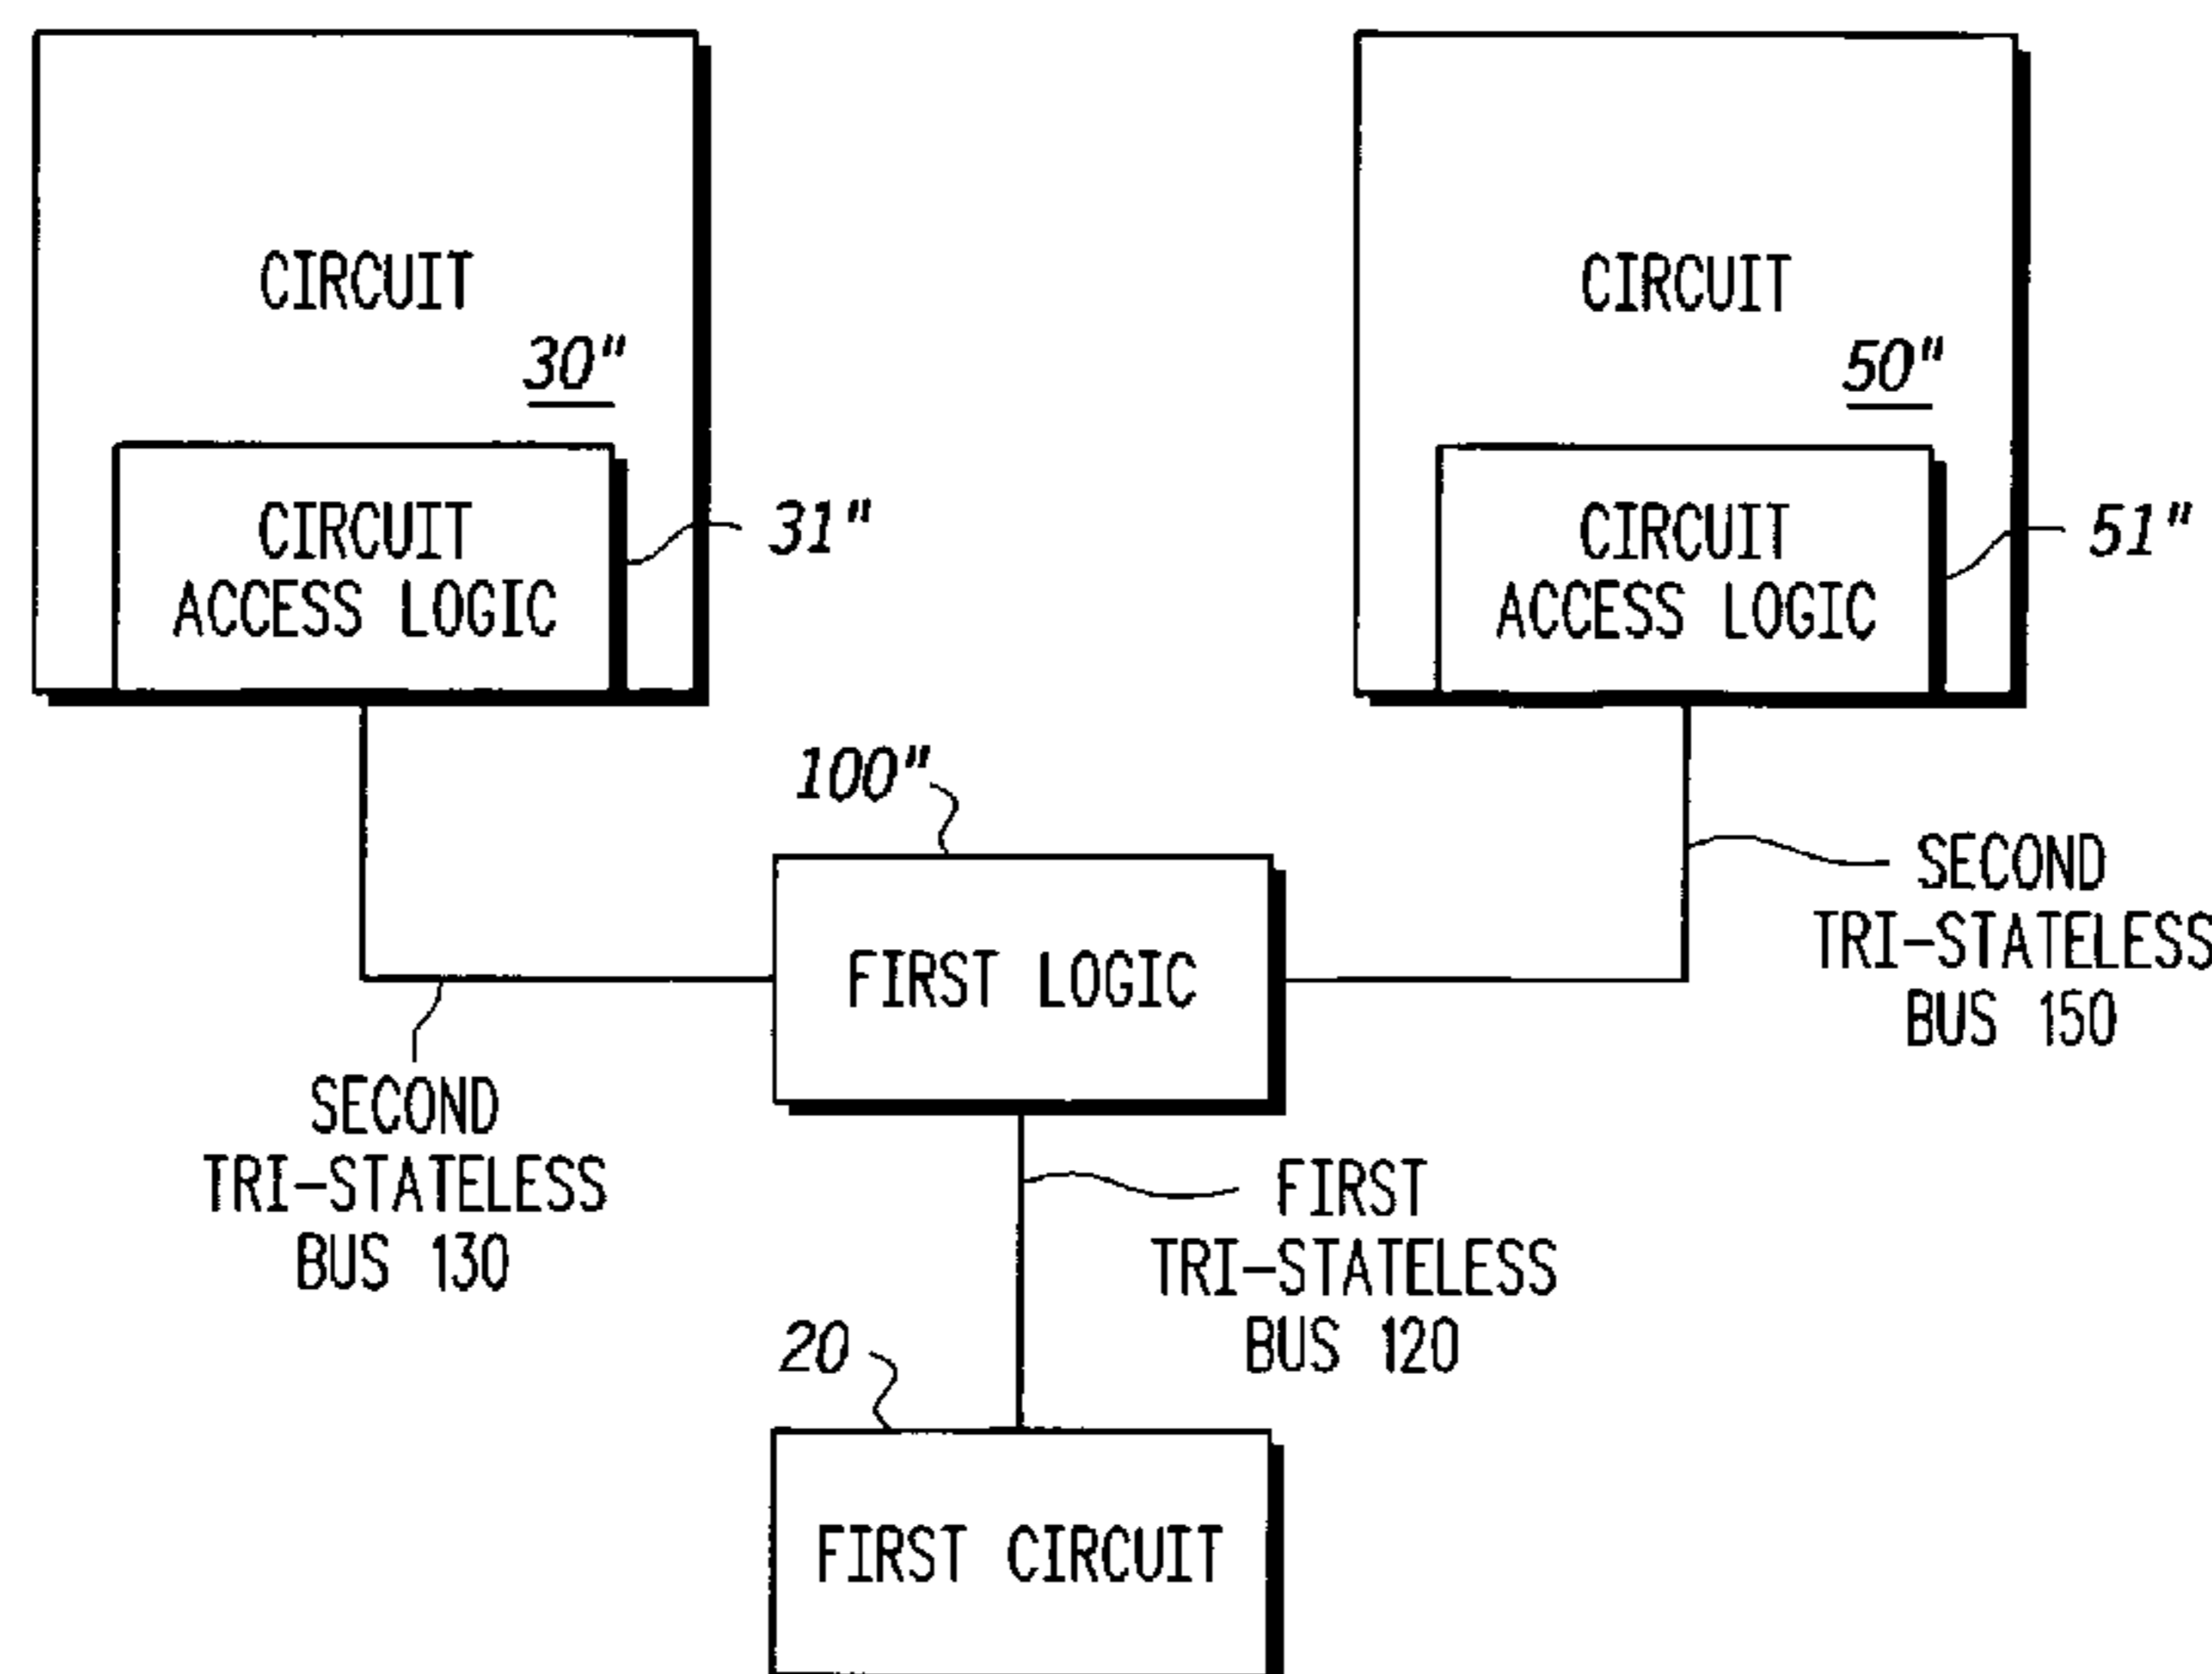 CIRCUIT
30"
CIRCUIT
ACCESS LOGIC
31"
CIRCUIT
50"
CIRCUIT
ACCESS LOGIC
51"
100"
FIRST LOGIC
SECOND
TRI-STATELESS
BUS 150
SECOND
TRI-STATELESS
BUS 130
FIRST
TRI-STATELESS
BUS 120
20
FIRST CIRCUIT